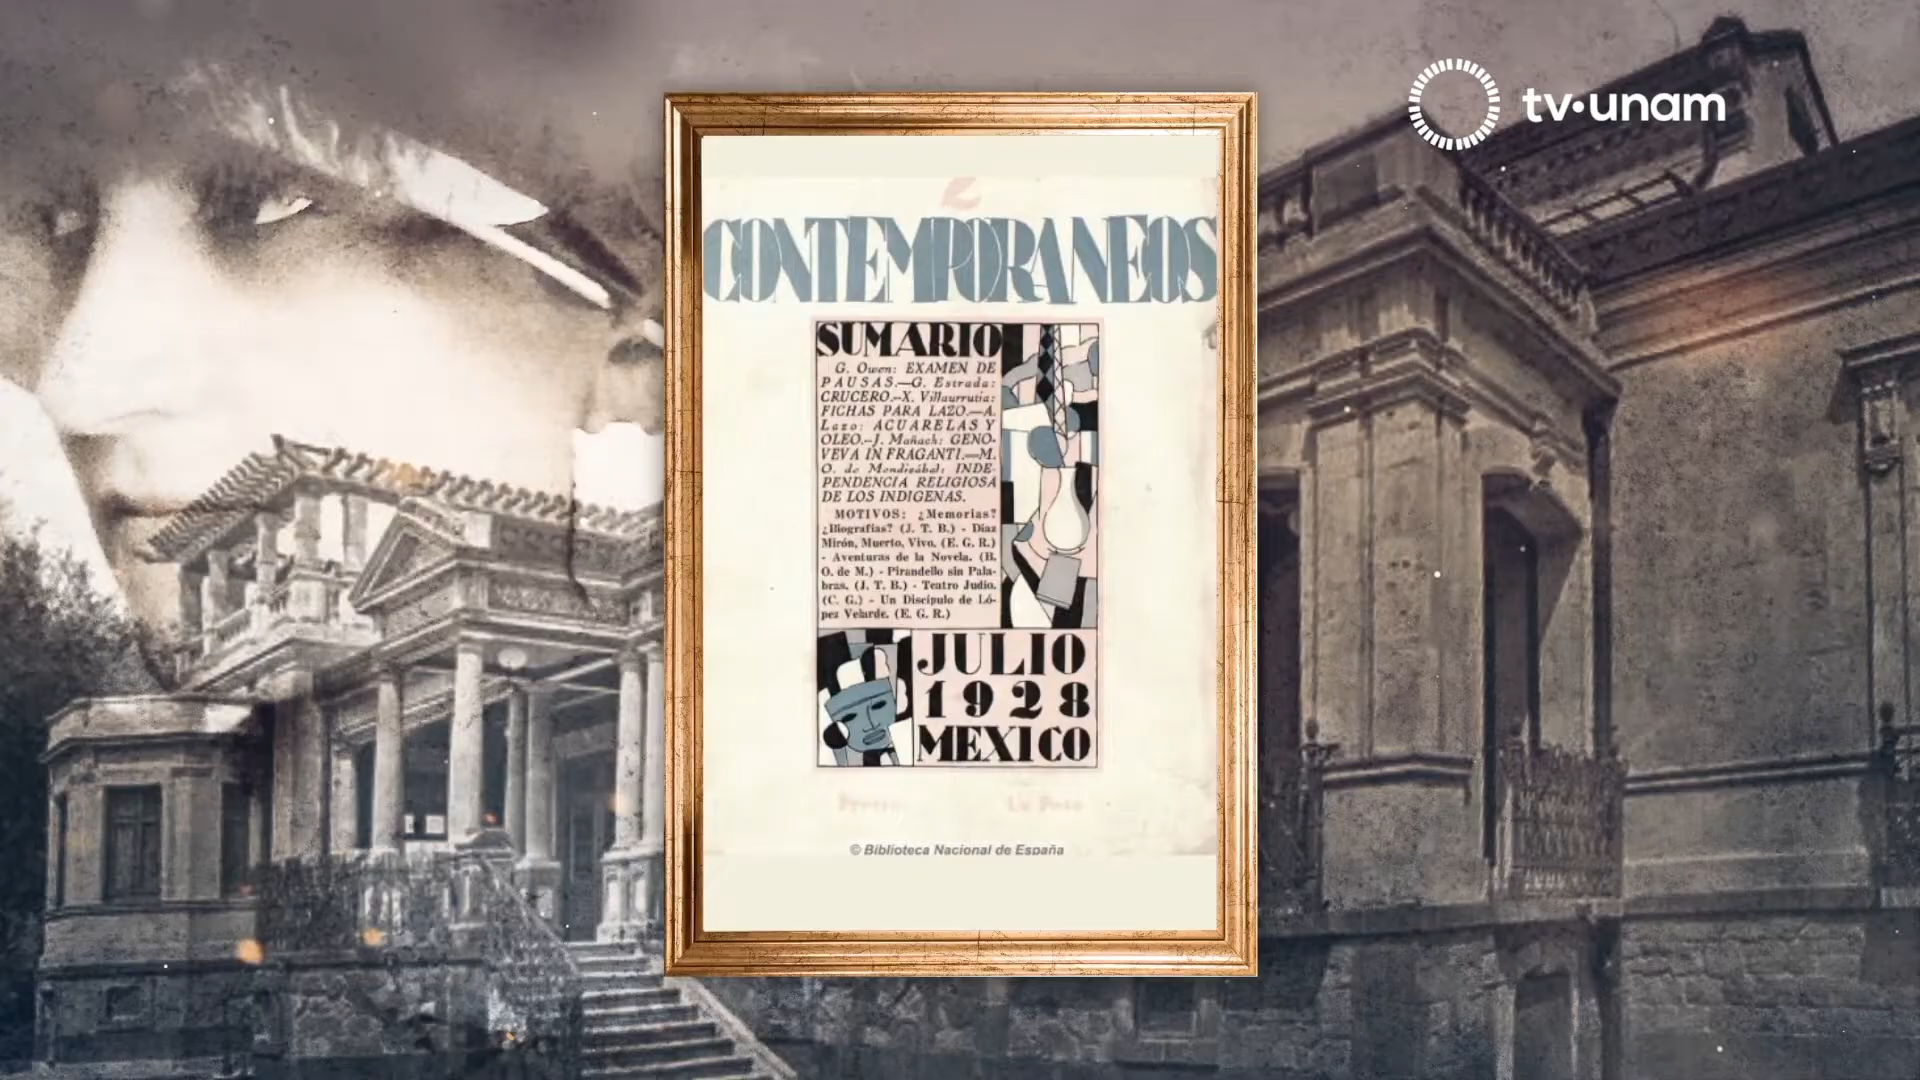 tv·unam
CONTEMPORANEOS
SUMARIO
G. Owen: EXAMEN DE
PAUSAS.—G. Estrada:
CRUCERO.—X. Villaurrutia:
FICHAS PARA LAZO.—A.
Lazo: ACUARELAS Y
OLEO.—J. Mañach: GENO-
VEVA IN FRAGANTI.—M.
O. de Mendizábal: INDE-
PENDENCIA RELIGIOSA
DE LOS INDIGENAS.
MOTIVOS: ¿Memorias?
¿Biografías? (J. T. B.) - Díaz
Mirón, Muerto, Vivo. (E. G. R.)
- Aventuras de la Novela. (B.
O. de M.) - Pirandello sin Pala-
bras. (J. T. B.) - Teatro Judío.
(C. G.) - Un Discípulo de Ló-
pez Velarde. (E. G. R.)
JULIO
1928
MEXICO
© Biblioteca Nacional de España